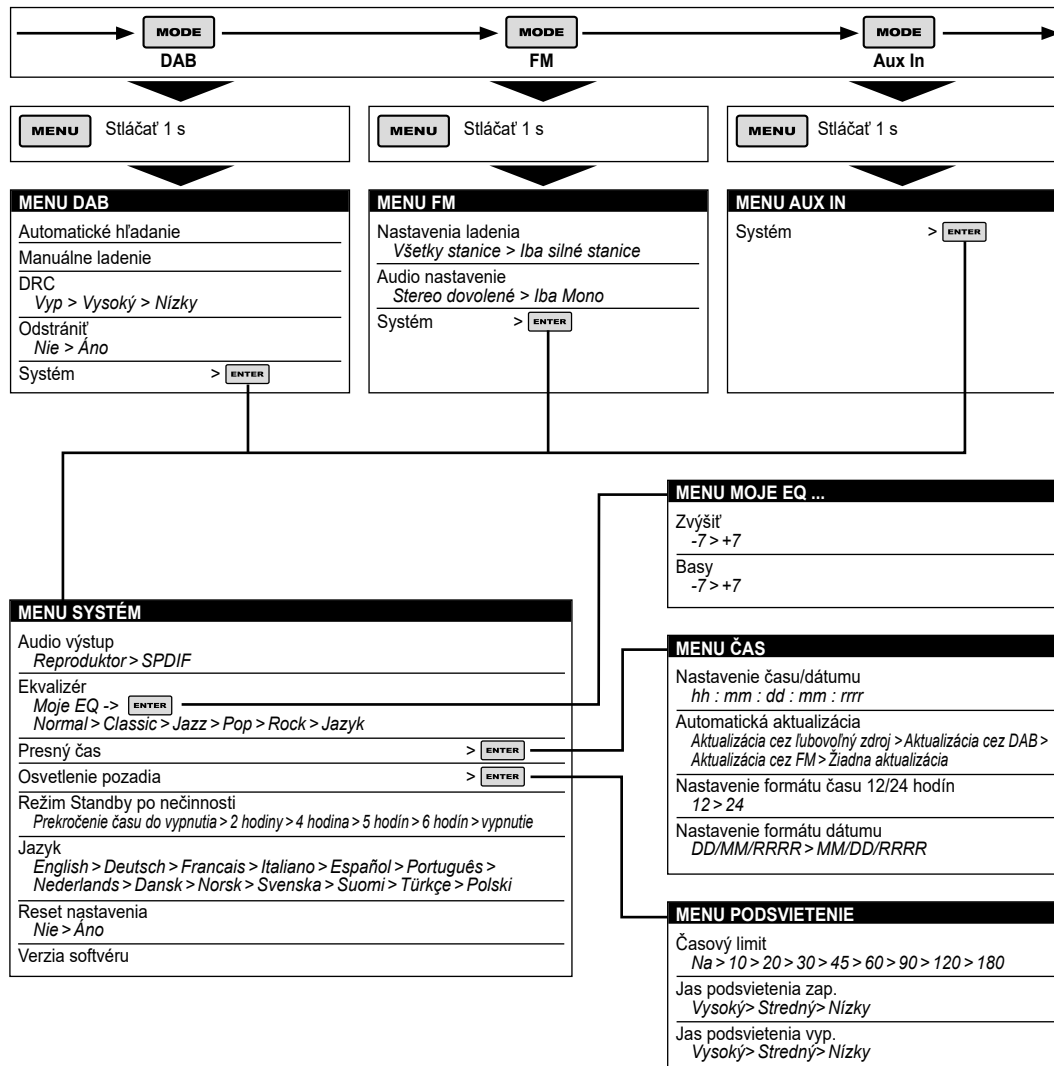 MODE
DAB
MODE
FM
MODE
Aux In
MENU Stláčať 1 s
MENU Stláčať 1 s
MENU Stláčať 1 s
MENU DAB
Automatické hľadanie
Manuálne ladenie
DRC
Vyp > Vysoký > Nízky
Odstrániť
Nie > Áno
Systém > ENTER
MENU FM
Nastavenia ladenia
Všetky stanice > Iba silné stanice
Audio nastavenie
Stereo dovolené > Iba Mono
Systém > ENTER
MENU AUX IN
Systém > ENTER
MENU SYSTÉM
Audio výstup
Reproduktor > SPDIF
Ekvalizér
Moje EQ -> ENTER
Normal > Classic > Jazz > Pop > Rock > Jazyk
Presný čas > ENTER
Osvetlenie pozadia > ENTER
Režim Standby po nečinnosti
Prekročenie času do vypnutia > 2 hodiny > 4 hodina > 5 hodín > 6 hodín > vypnutie
Jazyk
English > Deutsch > Francais > Italiano > Español > Português >
Nederlands > Dansk > Norsk > Svenska > Suomi > Türkçe > Polski
Reset nastavenia
Nie > Áno
Verzia softvéru
MENU MOJE EQ ...
Zvýšiť
-7 > +7
Basy
-7 > +7
MENU ČAS
Nastavenie času/dátumu
hh : mm : dd : mm : rrrr
Automatická aktualizácia
Aktualizácia cez ľubovoľný zdroj > Aktualizácia cez DAB >
Aktualizácia cez FM > Žiadna aktualizácia
Nastavenie formátu času 12/24 hodín
12 > 24
Nastavenie formátu dátumu
DD/MM/RRRR > MM/DD/RRRR
MENU PODSVIETENIE
Časový limit
Na > 10 > 20 > 30 > 45 > 60 > 90 > 120 > 180
Jas podsvietenia zap.
Vysoký> Stredný> Nízky
Jas podsvietenia vyp.
Vysoký> Stredný> Nízky